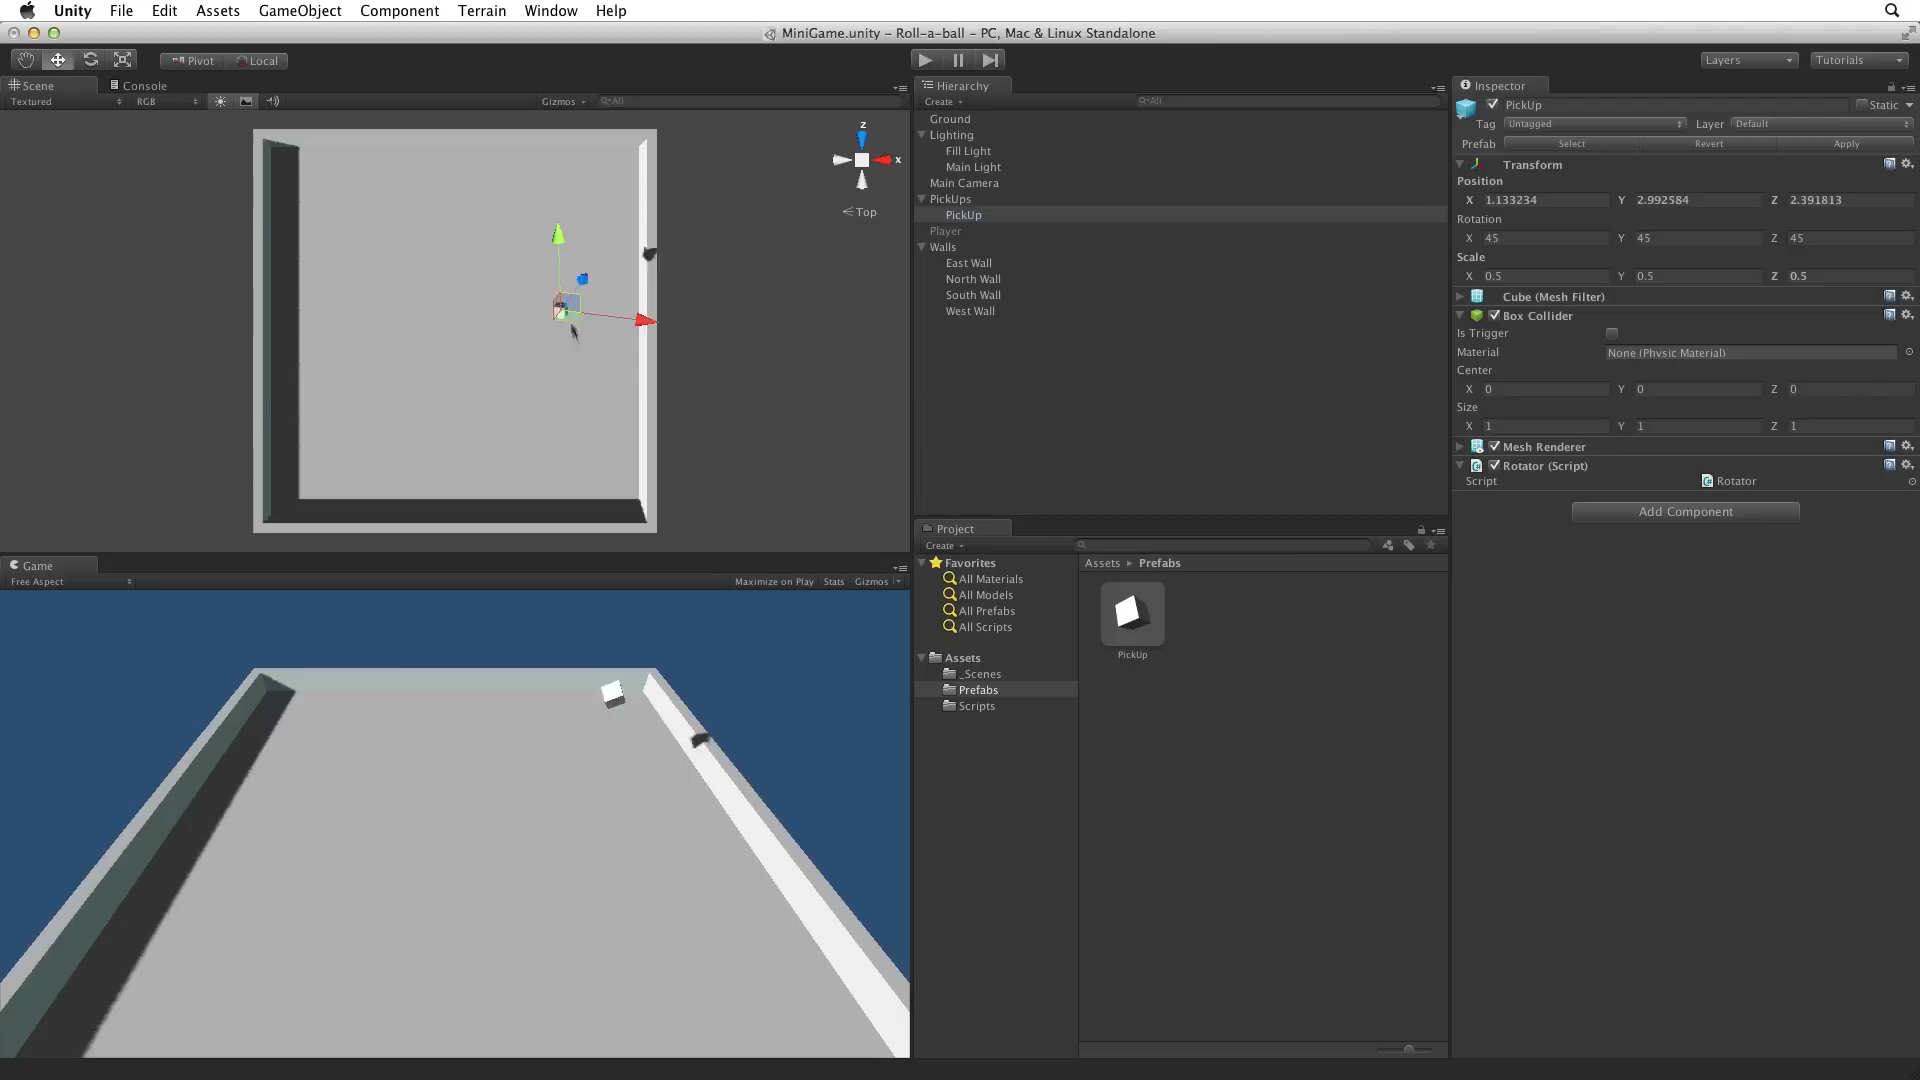 Unity File Edit Assets GameObject Component Terrain Window Help
MiniGame.unity – Roll-a-ball – PC, Mac & Linux Standalone
Pivot Local Layers Tutorials
Scene Console
Textured RGB Gizmos All
z
x
Top
Game
Free Aspect Maximize on Play Stats Gizmos
Hierarchy
Create All
Ground
Lighting
Fill Light
Main Light
Main Camera
PickUps
PickUp
Player
Walls
East Wall
North Wall
South Wall
West Wall
Project
Create
Favorites
All Materials
All Models
All Prefabs
All Scripts
Assets
_Scenes
Prefabs
Scripts
Assets Prefabs
PickUp
Inspector
PickUp Static
Tag Untagged Layer Default
Prefab Select Revert Apply
Transform
Position
X 1.133234 Y 2.992584 Z 2.391813
Rotation
X 45 Y 45 Z 45
Scale
X 0.5 Y 0.5 Z 0.5
Cube (Mesh Filter)
Box Collider
Is Trigger
Material None (Physic Material)
Center
X 0 Y 0 Z 0
Size
X 1 Y 1 Z 1
Mesh Renderer
Rotator (Script)
Script Rotator
Add Component